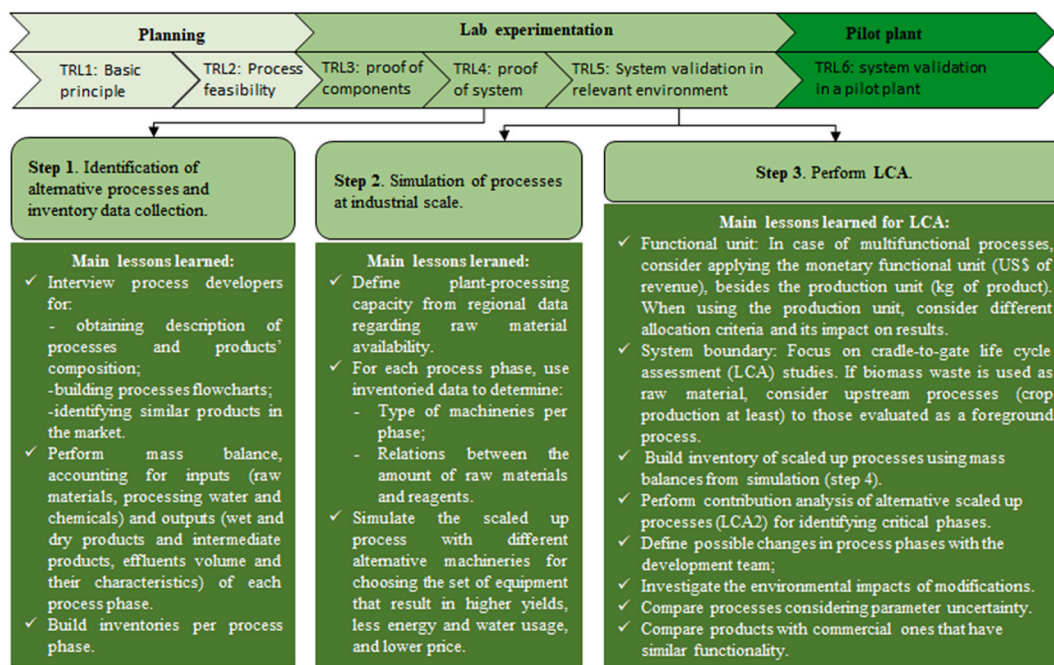 Planning
Lab experimentation
Pilot plant
TRL1: Basic
principle
TRL2: Process
feasibility
TRL3: proof of
components
TRL4: proof
of system
TRL5: System validation in
relevant environment
TRL6: system validation
in a pilot plant
Step 1. Identification of
alternative processes and
inventory data collection.
Main lessons learned:
✓ Interview process developers
for:
- obtaining description of
processes and products'
composition;
-building processes flowcharts;
-identifying similar products in
the market.
✓ Perform mass balance,
accounting for inputs (raw
materials, processing water and
chemicals) and outputs (wet and
dry products and intermediate
products, effluents volume and
their characteristics) of each
process phase.
✓ Build inventories per process
phase.
Step 2. Simulation of processes
at industrial scale.
Main lessons leraned:
✓ Define plant-processing
capacity from regional data
regarding raw material
availability.
✓ For each process phase, use
inventoried data to determine:
- Type of machineries per
phase;
- Relations between the
amount of raw materials
and reagents.
✓ Simulate the scaled up
process with different
alternative machineries for
choosing the set of equipment
that result in higher yields,
less energy and water usage,
and lower price.
Step 3. Perform LCA.
Main lessons learned for LCA:
✓ Functional unit: In case of multifunctional processes,
consider applying the monetary functional unit (US$ of
revenue), besides the production unit (kg of product).
When using the production unit, consider different
allocation criteria and its impact on results.
✓ System boundary: Focus on cradle-to-gate life cycle
assessment (LCA) studies. If biomass waste is used as
raw material, consider upstream processes (crop
production at least) to those evaluated as a foreground
process.
✓ Build inventory of scaled up processes using mass
balances from simulation (step 4).
✓ Perform contribution analysis of alternative scaled up
processes (LCA2) for identifying critical phases.
✓ Define possible changes in process phases with the
development team;
✓ Investigate the environmental impacts of modifications.
✓ Compare processes considering parameter uncertainty.
✓ Compare products with commercial ones that have
similar functionality.